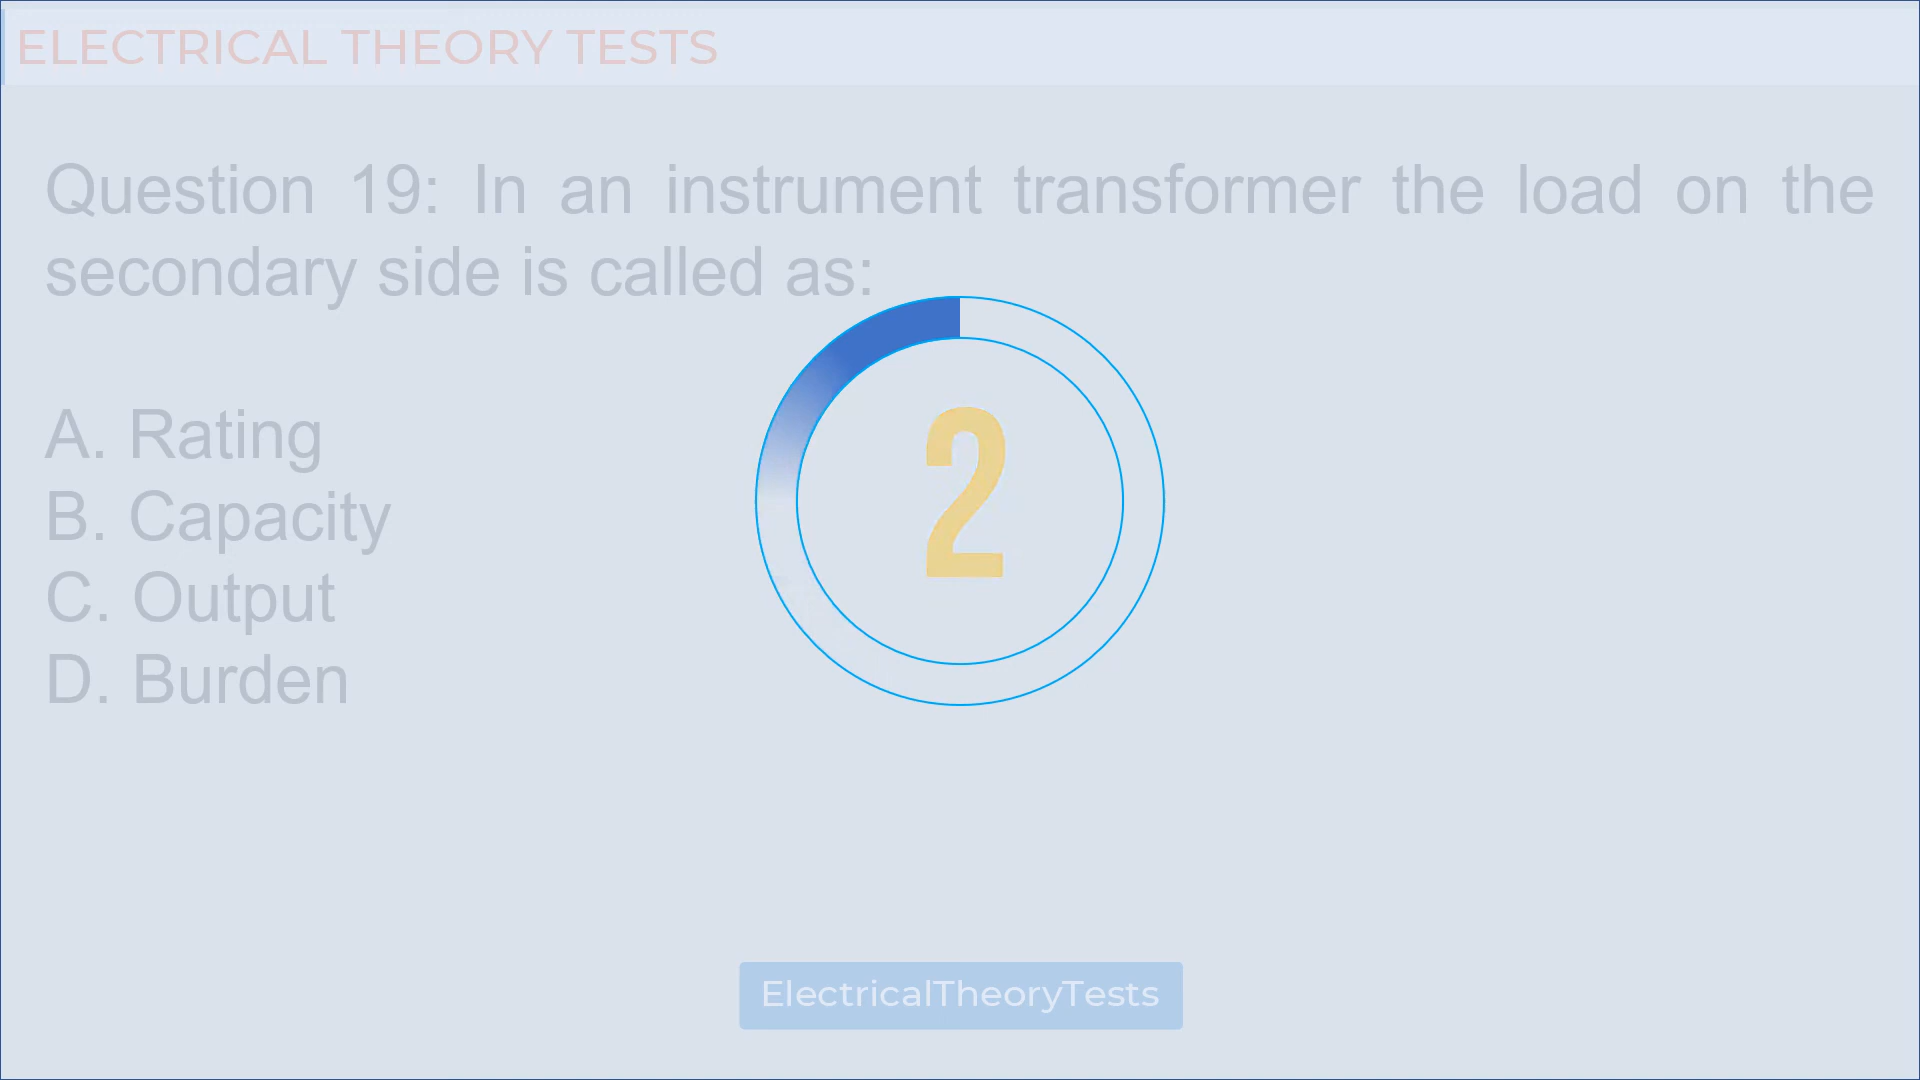 ELECTRICAL THEORY TESTS
Question 19: In an instrument transformer the load on the
secondary side is called as:
A. Rating
B. Capacity
C. Output
D. Burden
2
ElectricalTheoryTests